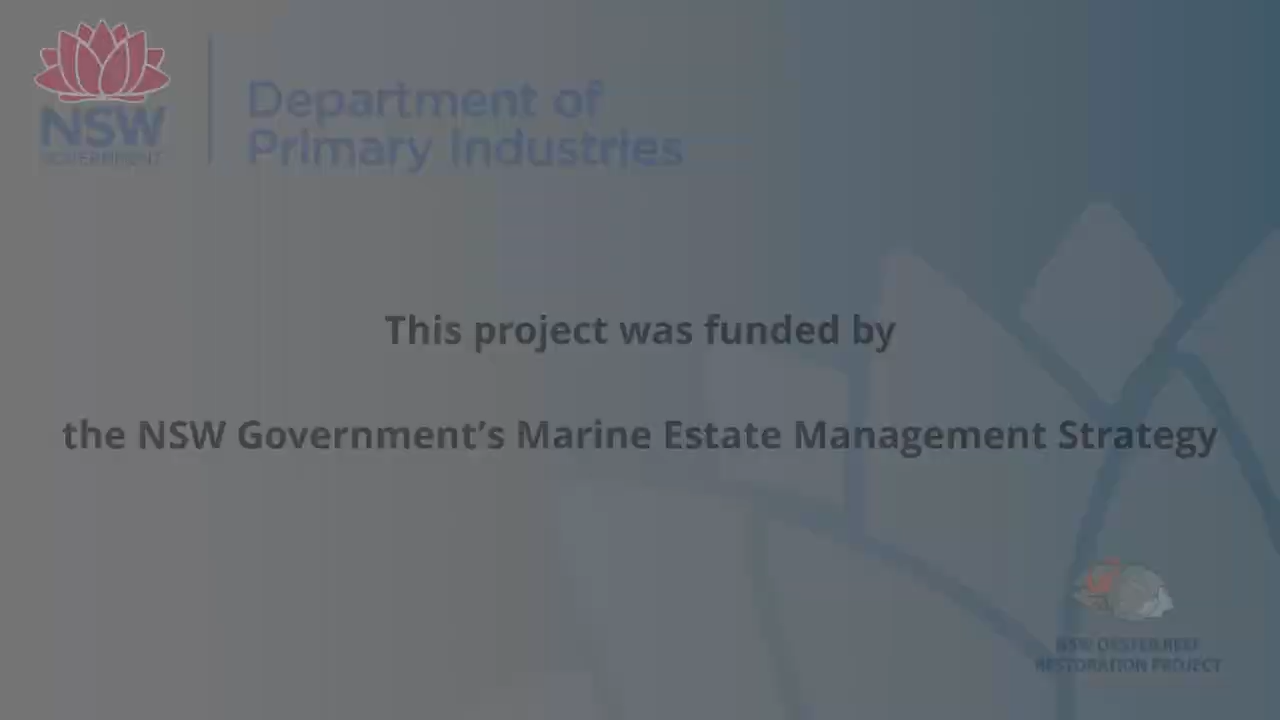 NSW
GOVERNMENT
Department of
Primary Industries
This project was funded by
the NSW Government’s Marine Estate Management Strategy
NSW OYSTER REEF
RESTORATION PROJECT